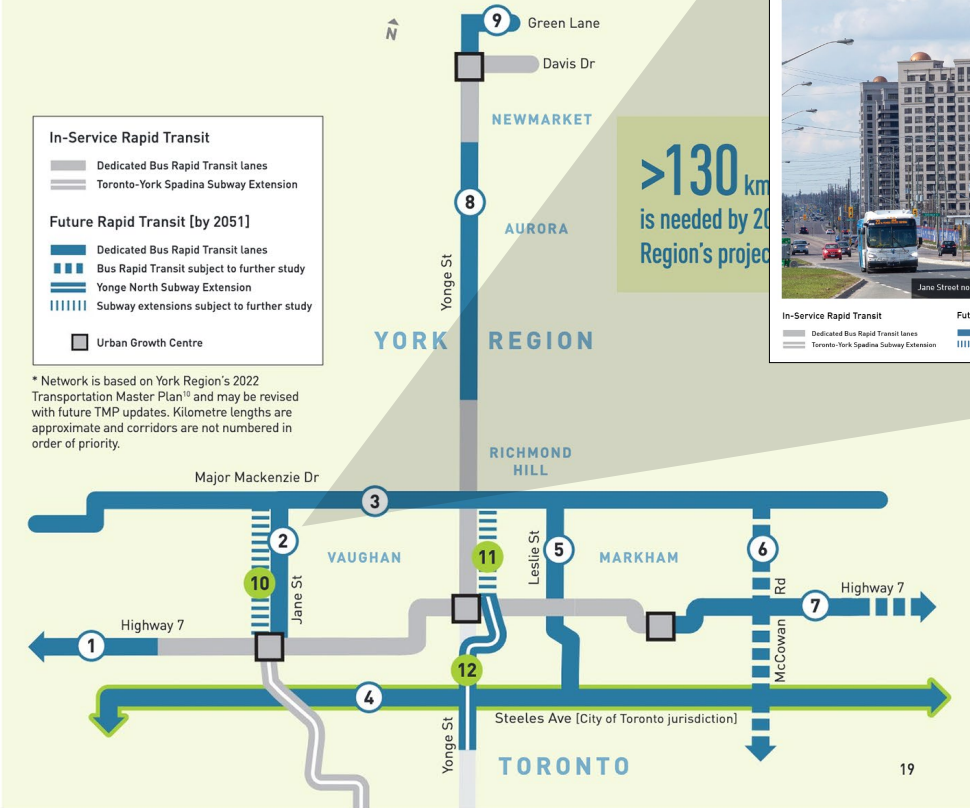 9 Green Lane
N
Davis Dr
NEWMARKET
In-Service Rapid Transit
Dedicated Bus Rapid Transit lanes
Toronto-York Spadina Subway Extension
Future Rapid Transit [by 2051]
Dedicated Bus Rapid Transit lanes
Bus Rapid Transit subject to further study
Yonge North Subway Extension
Subway extensions subject to further study
Urban Growth Centre
>130 km
is needed by 20
Region's projec
8
AURORA
Yonge St
YORK REGION
Jane Street no
In-Service Rapid Transit
Dedicated Bus Rapid Transit lanes
Toronto-York Spadina Subway Extension
Fut
* Network is based on York Region's 2022
Transportation Master Plan10 and may be revised
with future TMP updates. Kilometre lengths are
approximate and corridors are not numbered in
order of priority.
RICHMOND
HILL
Major Mackenzie Dr
3
2
10
Jane St
VAUGHAN
11
Leslie St
5
MARKHAM
6
McCowan Rd
Highway 7
7
Highway 7
1
12
4
Steeles Ave [City of Toronto jurisdiction]
Yonge St
TORONTO
19